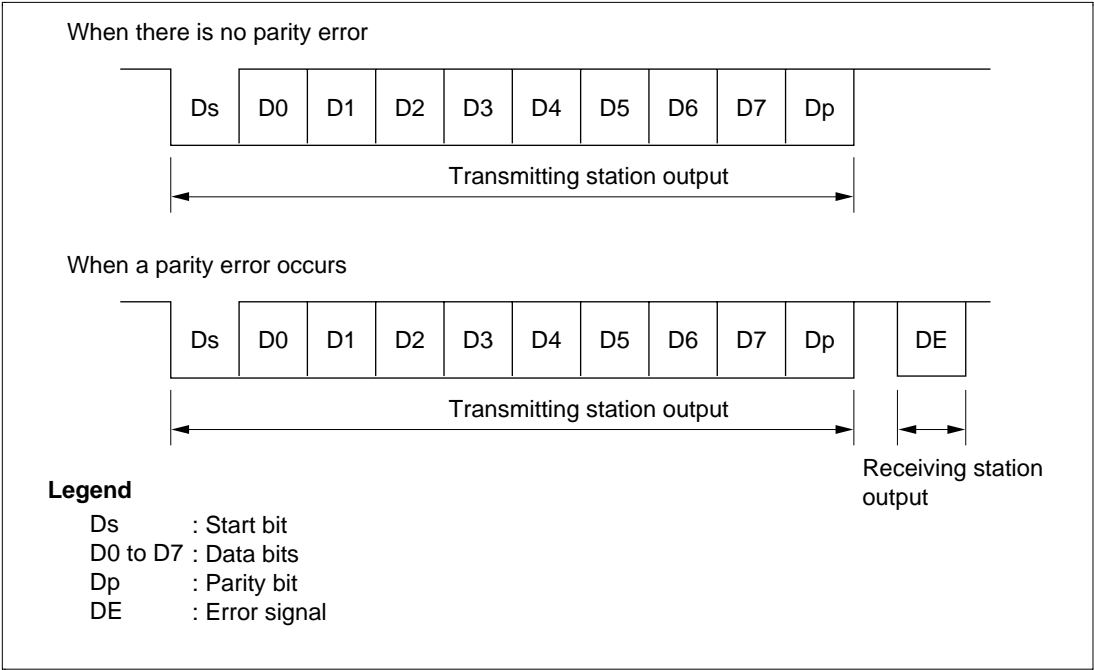 When there is no parity error
Ds D0 D1 D2 D3 D4 D5 D6 D7 Dp
Transmitting station output
When a parity error occurs
Ds D0 D1 D2 D3 D4 D5 D6 D7 Dp DE
Transmitting station output
Receiving station
output
Legend
Ds : Start bit
D0 to D7 : Data bits
Dp : Parity bit
DE : Error signal